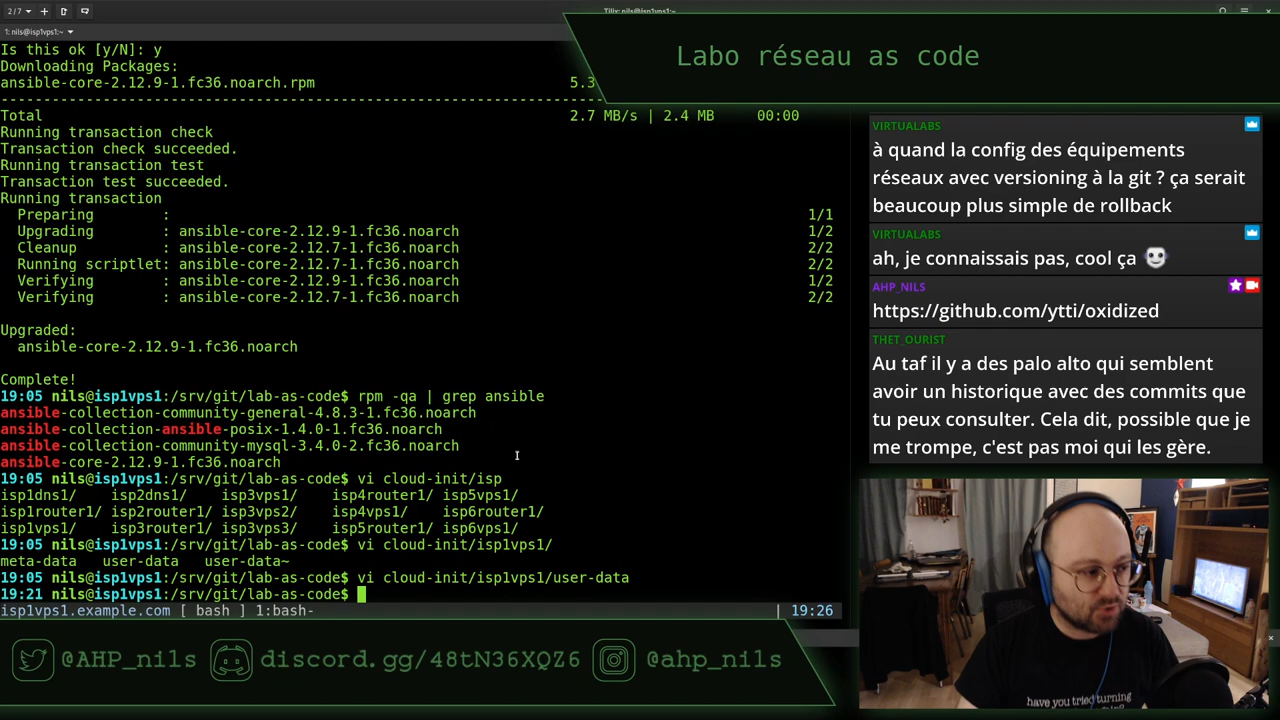 2/7
Tilix: nils@isp1vps1:~
1: nils@isp1vps1:~
Is this ok [y/N]: y
Downloading Packages:
ansible-core-2.12.9-1.fc36.noarch.rpm 5.3
Total 2.7 MB/s | 2.4 MB 00:00
Running transaction check
Transaction check succeeded.
Running transaction test
Transaction test succeeded.
Running transaction
Preparing : 1/1
Upgrading : ansible-core-2.12.9-1.fc36.noarch 1/2
Cleanup : ansible-core-2.12.7-1.fc36.noarch 2/2
Running scriptlet: ansible-core-2.12.7-1.fc36.noarch 2/2
Verifying : ansible-core-2.12.9-1.fc36.noarch 1/2
Verifying : ansible-core-2.12.7-1.fc36.noarch 2/2
Upgraded:
ansible-core-2.12.9-1.fc36.noarch
Complete!
19:05 nils@isp1vps1:/srv/git/lab-as-code$ rpm -qa | grep ansible
ansible-collection-community-general-4.8.3-1.fc36.noarch
ansible-collection-ansible-posix-1.4.0-1.fc36.noarch
ansible-collection-community-mysql-3.4.0-2.fc36.noarch
ansible-core-2.12.9-1.fc36.noarch
19:05 nils@isp1vps1:/srv/git/lab-as-code$ vi cloud-init/isp
isp1dns1/ isp2dns1/ isp3vps1/ isp4router1/ isp5vps1/
isp1router1/ isp2router1/ isp3vps2/ isp4vps1/ isp6router1/
isp1vps1/ isp3router1/ isp3vps3/ isp5router1/ isp6vps1/
19:05 nils@isp1vps1:/srv/git/lab-as-code$ vi cloud-init/isp1vps1/
meta-data user-data user-data~
19:05 nils@isp1vps1:/srv/git/lab-as-code$ vi cloud-init/isp1vps1/user-data
19:21 nils@isp1vps1:/srv/git/lab-as-code$
isp1vps1.example.com [ bash ] 1:bash- | 19:26
Labo réseau as code
VIRTUALABS
à quand la config des équipements
réseaux avec versioning à la git ? ça serait
beaucoup plus simple de rollback
VIRTUALABS
ah, je connaissais pas, cool ça
AHP_NILS
https://github.com/ytti/oxidized
THET_OURIST
Au taf il y a des palo alto qui semblent
avoir un historique avec des commits que
tu peux consulter. Cela dit, possible que je
me trompe, c'est pas moi qui les gère.
@AHP_nils
discord.gg/48tN36XQZ6
@ahp_nils
have you tried turning